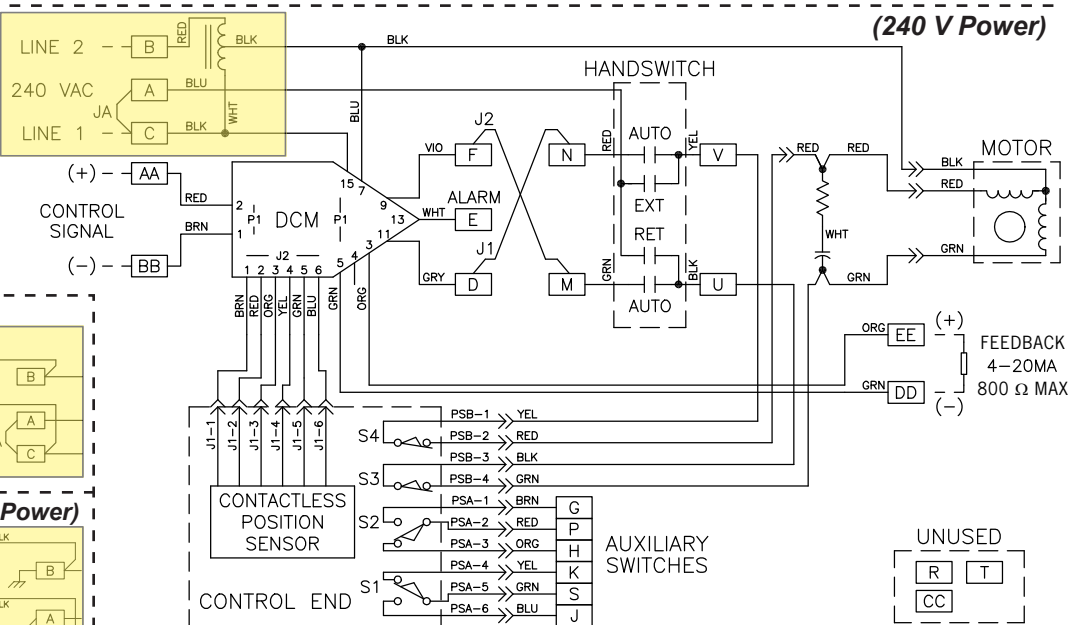 (240 V Power)
LINE 2
B
RED
BLK
BLK
240 VAC
A
BLU
JA
WHT
LINE 1
C
BLK
BLU
HANDSWITCH
(+)
AA
RED
CONTROL
SIGNAL
BRN
(-)
BB
2
P1
1
DCM
P1
15
7
9
13
11
3
4
5
J2
1 2 3 4 5 6
VIO
F
J2
N
RED
AUTO
YEL
V
ALARM
WHT
E
EXT
J1
RET
GRY
D
M
GRN
BLK
U
AUTO
RED
RED
WHT
GRN
MOTOR
BLK
RED
GRN
BRN
RED
ORG
YEL
GRN
BLU
GRN
ORG
ORG
EE
(+)
FEEDBACK
4-20MA
800 Ω MAX
GRN
DD
(-)
B
A
C
J1-1
J1-2
J1-3
J1-4
J1-5
J1-6
CONTACTLESS
POSITION
SENSOR
CONTROL END
S4
PSB-1 YEL
PSB-2 RED
S3
PSB-3 BLK
PSB-4 GRN
S2
PSA-1 BRN G
PSA-2 RED P
PSA-3 ORG H
S1
PSA-4 YEL K
PSA-5 GRN S
PSA-6 BLU J
AUXILIARY
SWITCHES
UNUSED
R T
CC
Power)
LK
B
LK
A